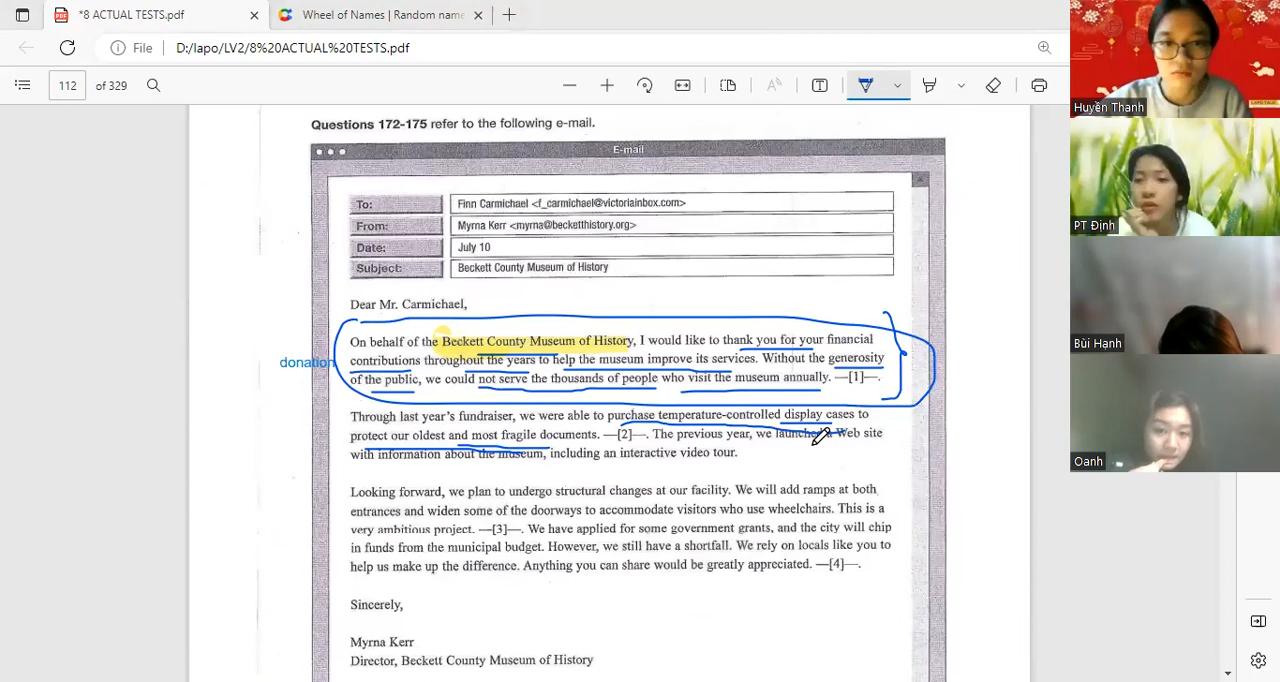 *8 ACTUAL TESTS.pdf
Wheel of Names | Random name
File D:/lapo/LV2/8%20ACTUAL%20TESTS.pdf
112 of 329
Huyền Thanh
PT Định
Bùi Hạnh
Oanh
Questions 172-175 refer to the following e-mail.
E-mail
To: Finn Carmichael <f_carmichael@victoriainbox.com>
From: Myrna Kerr <myrna@becketthistory.org>
Date: July 10
Subject: Beckett County Museum of History
Dear Mr. Carmichael,
On behalf of the Beckett County Museum of History, I would like to thank you for your financial
donation
contributions throughout the years to help the museum improve its services. Without the generosity
of the public, we could not serve the thousands of people who visit the museum annually. —[1]—.
Through last year's fundraiser, we were able to purchase temperature-controlled display cases to
protect our oldest and most fragile documents. —[2]—. The previous year, we launched a Web site
with information about the museum, including an interactive video tour.
Looking forward, we plan to undergo structural changes at our facility. We will add ramps at both
entrances and widen some of the doorways to accommodate visitors who use wheelchairs. This is a
very ambitious project. —[3]—. We have applied for some government grants, and the city will chip
in funds from the municipal budget. However, we still have a shortfall. We rely on locals like you to
help us make up the difference. Anything you can share would be greatly appreciated. —[4]—.
Sincerely,
Myrna Kerr
Director, Beckett County Museum of History